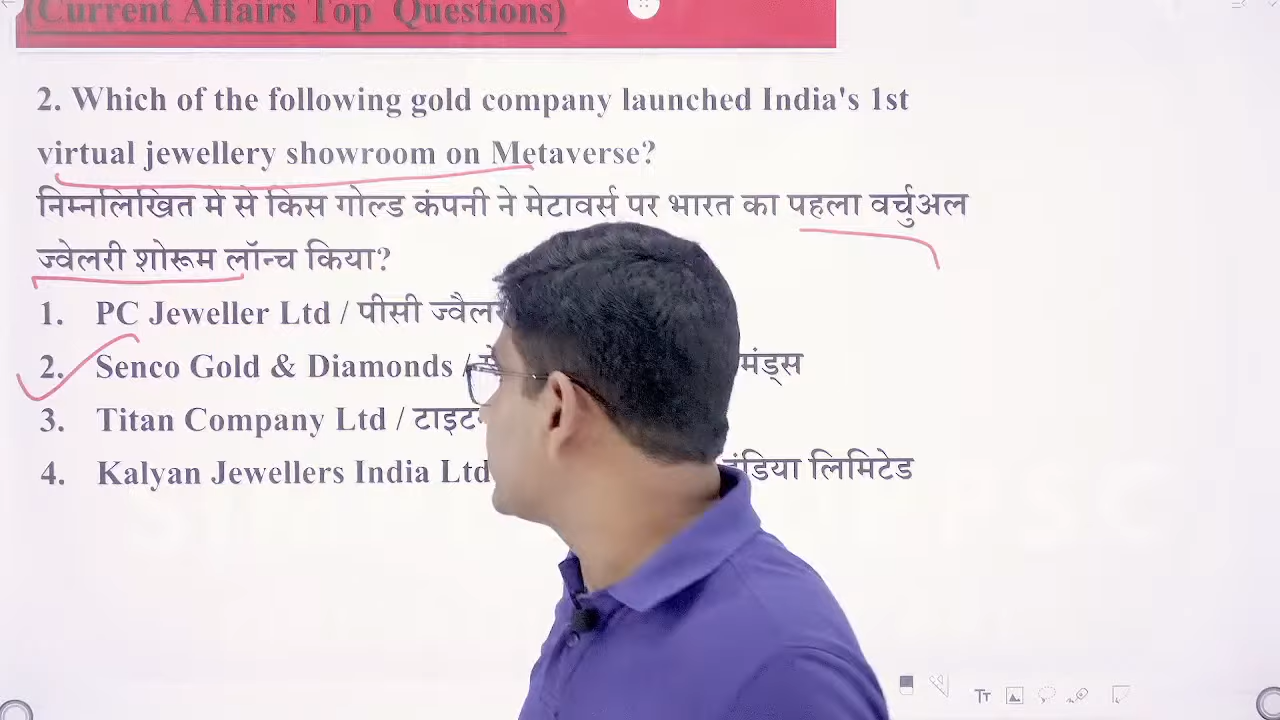 (Current Affairs Top Questions)
2. Which of the following gold company launched India's 1st
virtual jewellery showroom on Metaverse?
निम्नलिखित मे से किस गोल्ड कंपनी ने मेटावर्स पर भारत का पहला वर्चुअल
ज्वेलरी शोरूम लॉन्च किया?
1. PC Jeweller Ltd / पीसी
2. Senco Gold & Diamonds /
3. Titan Company Ltd /
4. Kalyan Jewellers India Ltd लिमिटेड
Tт